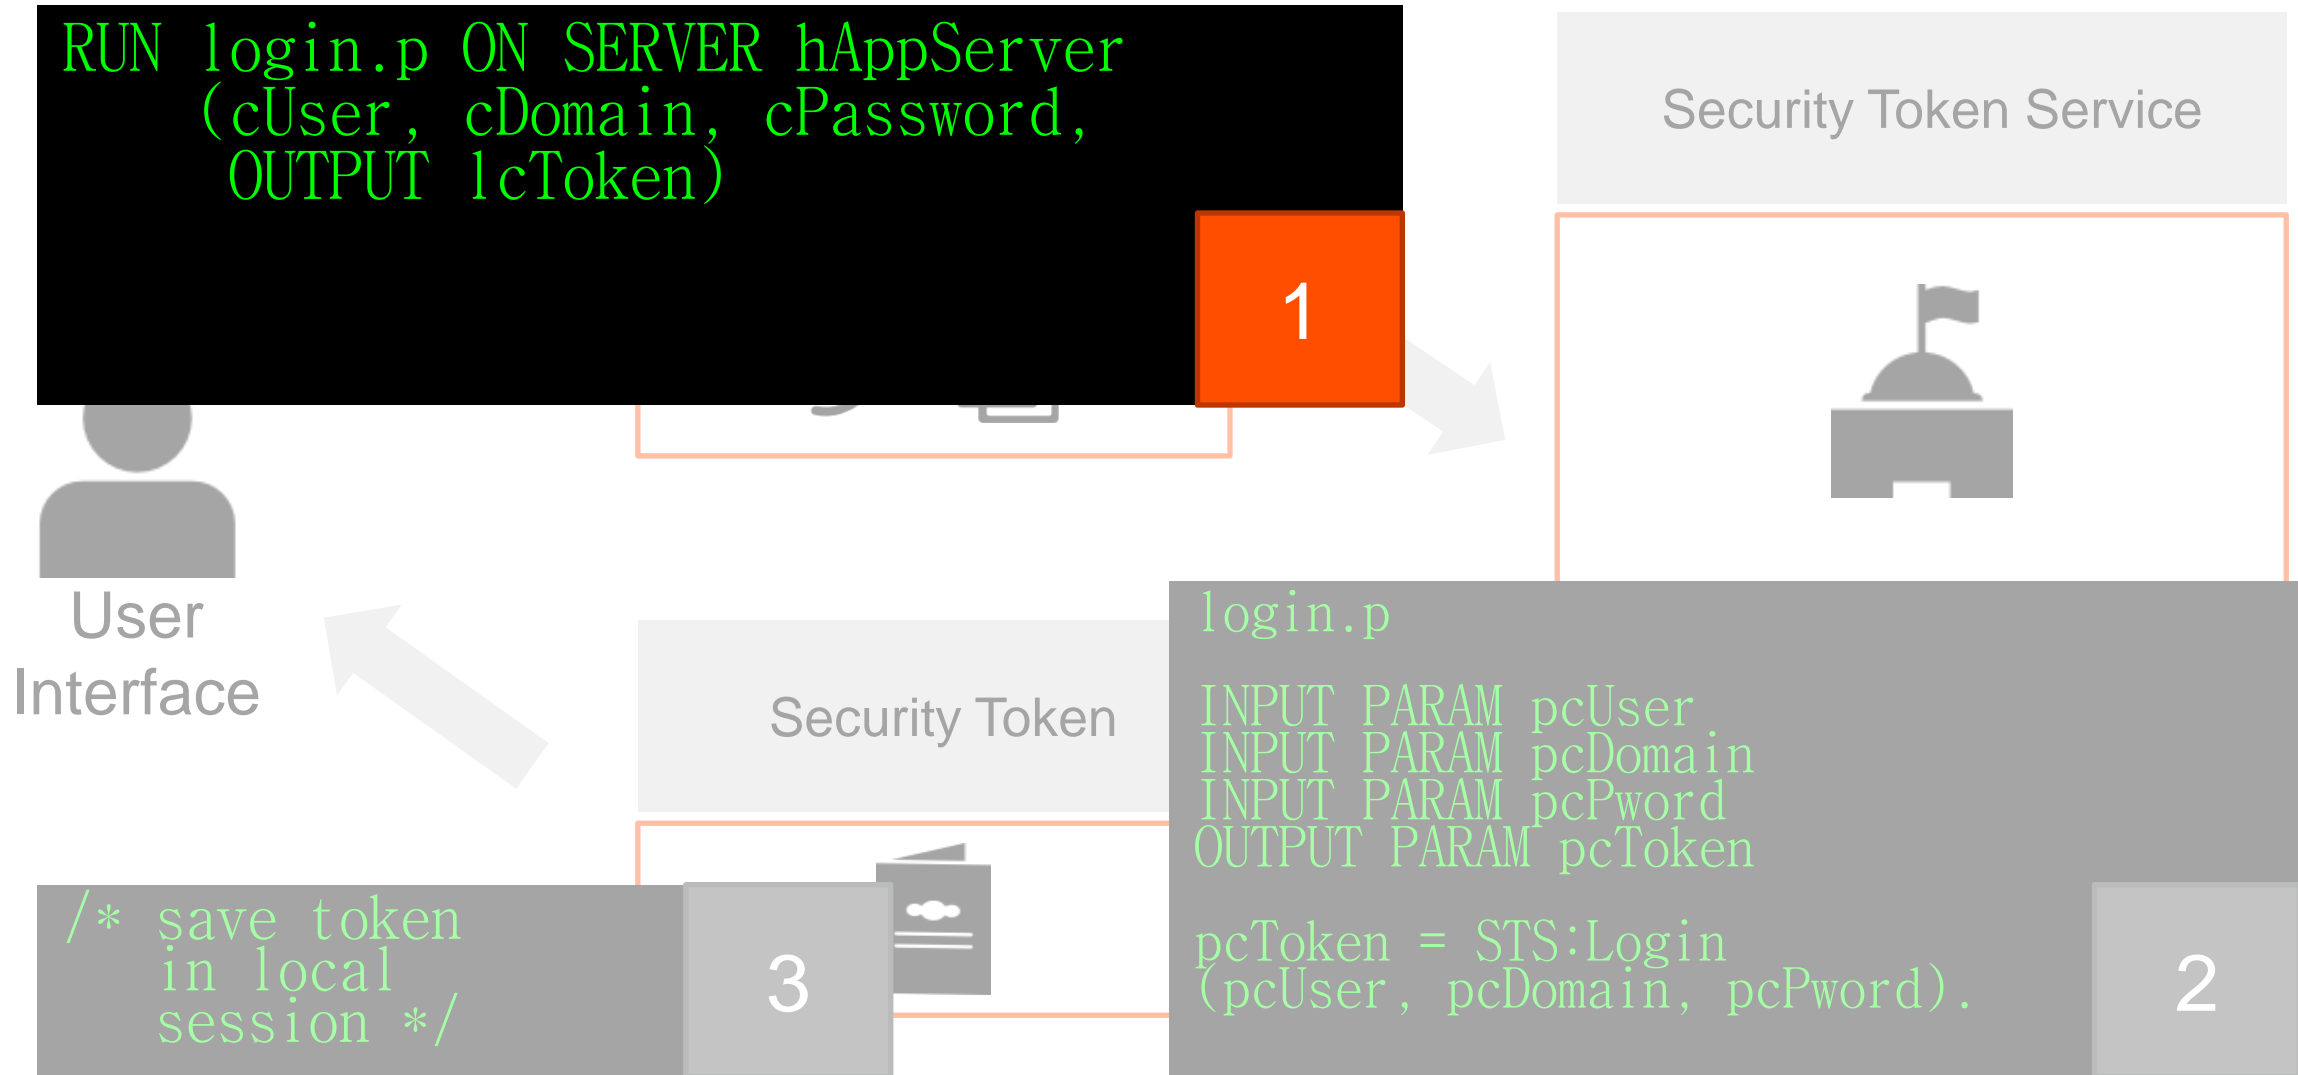 RUN login.p ON SERVER hAppServer
(cUser, cDomain, cPassword,
OUTPUT lcToken)
1
Security Token Service
User
Interface
Security Token
login.p
INPUT PARAM pcUser
INPUT PARAM pcDomain
INPUT PARAM pcPword
OUTPUT PARAM pcToken
pcToken = STS:Login
(pcUser, pcDomain, pcPword).
2
/* save token
in local
session */
3